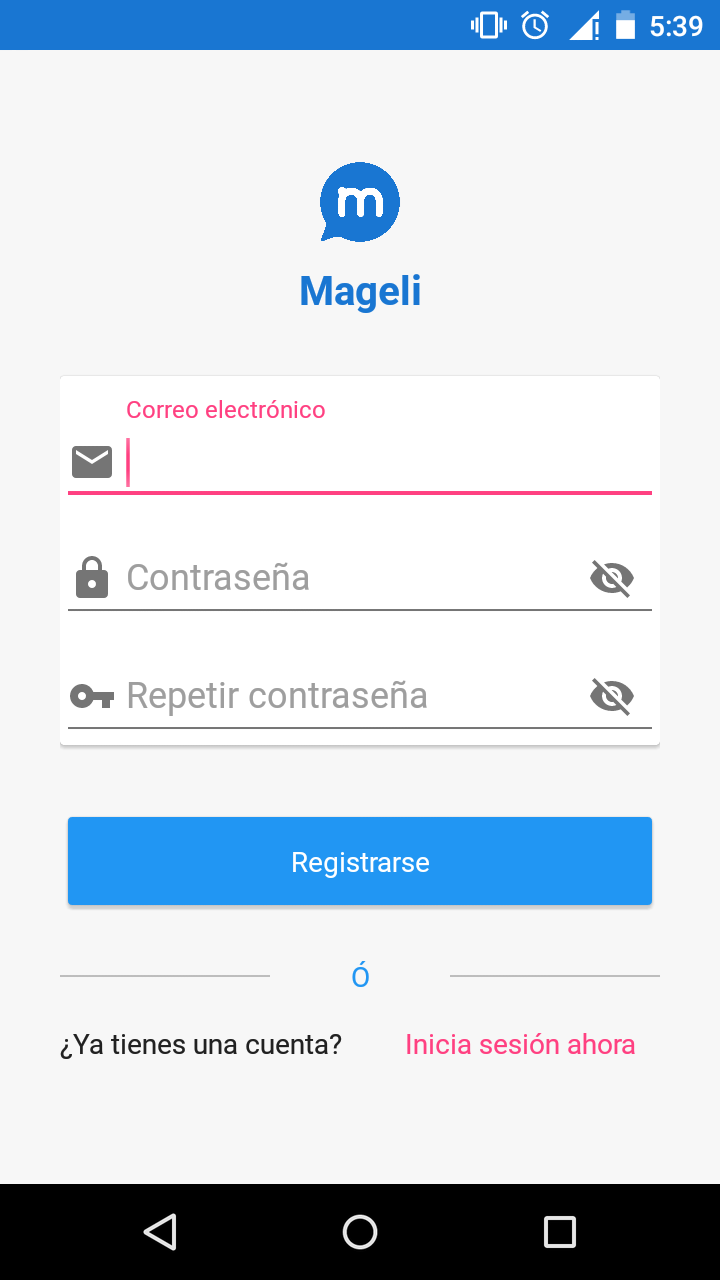 5:39
m
Mageli
Correo electrónico
Contraseña
Repetir contraseña
Registrarse
Ó
¿Ya tienes una cuenta? Inicia sesión ahora